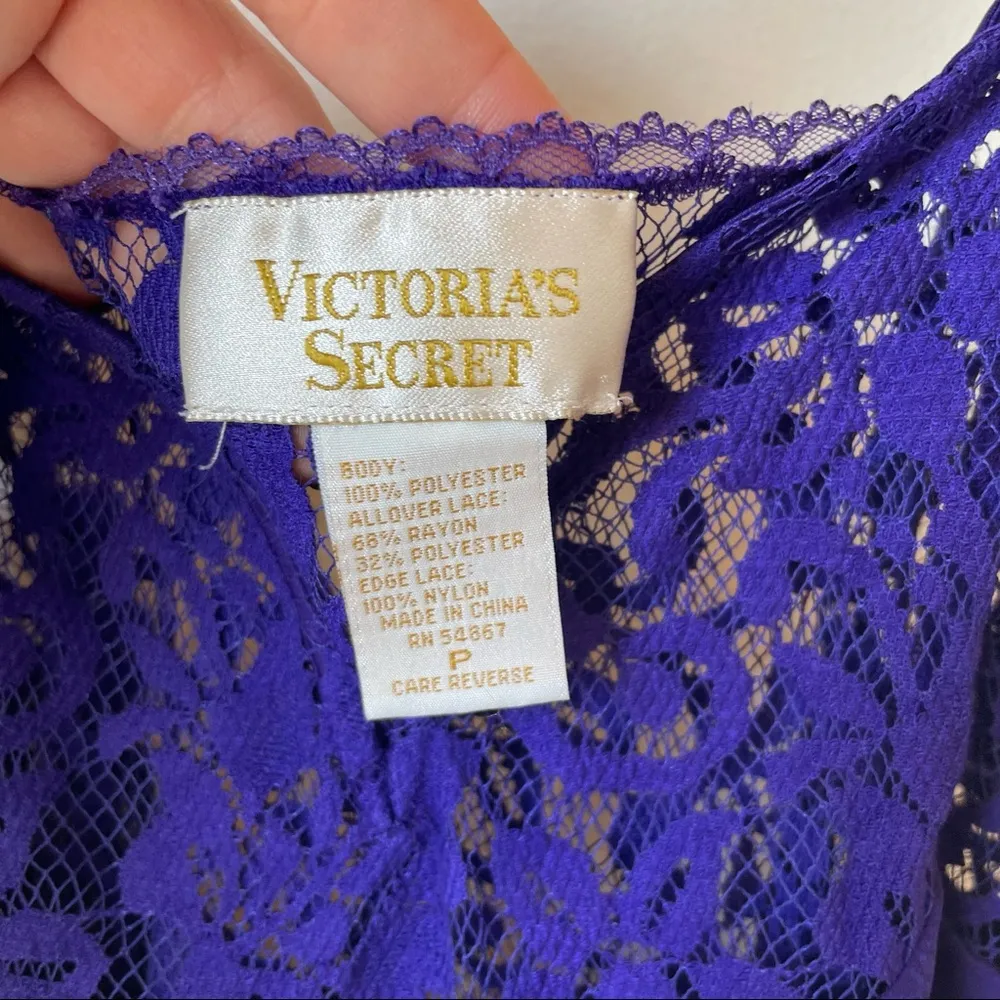 VICTORIA'S
SECRET
BODY:
100% POLYESTER
ALLOVER LACE:
68% RAYON
32% POLYESTER
EDGE LACE:
100% NYLON
MADE IN CHINA
RN 54867
P
CARE REVERSE